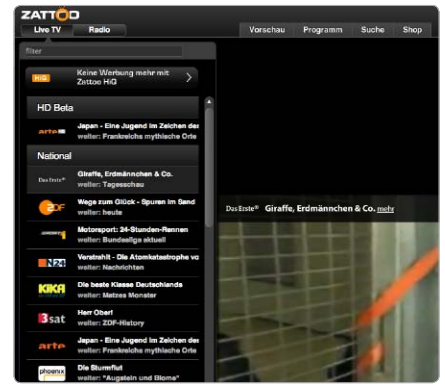 ZATTOO
Live TV Radio Vorschau Programm Suche Shop
filter
HiQ Keine Werbung mehr mit
Zattoo HiQ
HD Beta
arte HD Japan - Eine Jugend im Zeichen des
weiter: Frankreichs mythische Orte
National
Das Erste Giraffe, Erdmännchen & Co.
weiter: Tagesschau
ZDF Wege zum Glück - Spuren im Sand
weiter: heute
Motorsport: 24-Stunden-Rennen
weiter: Bundesliga aktuell
N24 Verstrahlt - Die Atomkatastrophe vo
weiter: Nachrichten
KiKA Die beste Klasse Deutschlands
weiter: Matzes Monster
3sat Herr Ober!
weiter: ZDF-History
arte Japan - Eine Jugend im Zeichen des
weiter: Frankreichs mythische Orte
phoenix Die Sturmflut
weiter: "Augstein und Blome"
Das Erste Giraffe, Erdmännchen & Co. mehr